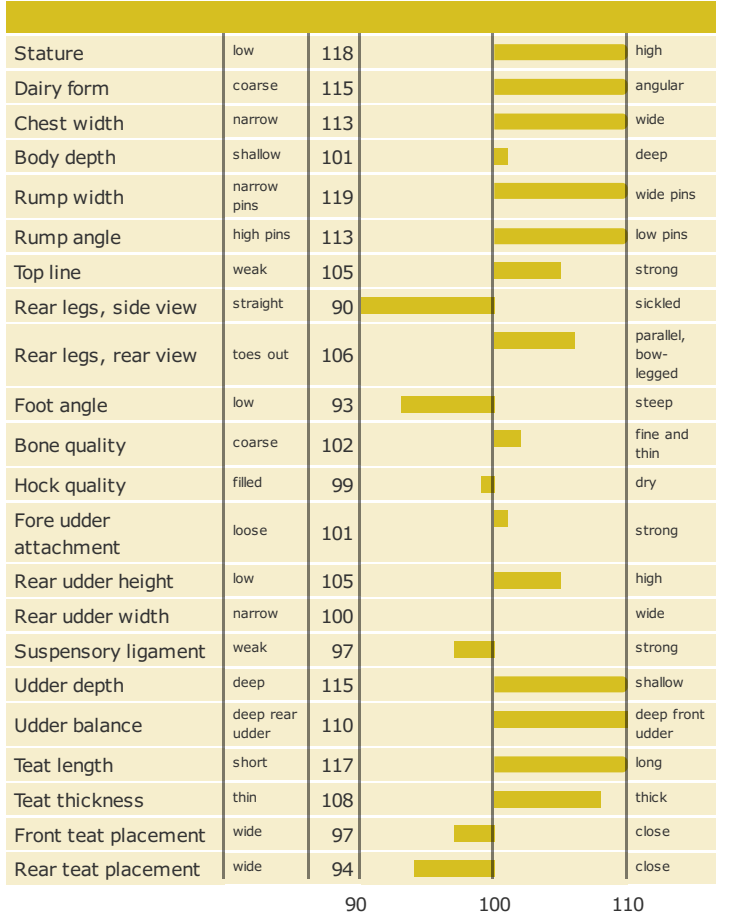 Stature low 118 high
Dairy form coarse 115 angular
Chest width narrow 113 wide
Body depth shallow 101 deep
Rump width narrow pins 119 wide pins
Rump angle high pins 113 low pins
Top line weak 105 strong
Rear legs, side view straight 90 sickled
Rear legs, rear view toes out 106 parallel, bow-legged
Foot angle low 93 steep
Bone quality coarse 102 fine and thin
Hock quality filled 99 dry
Fore udder attachment loose 101 strong
Rear udder height low 105 high
Rear udder width narrow 100 wide
Suspensory ligament weak 97 strong
Udder depth deep 115 shallow
Udder balance deep rear udder 110 deep front udder
Teat length short 117 long
Teat thickness thin 108 thick
Front teat placement wide 97 close
Rear teat placement wide 94 close
90 100 110